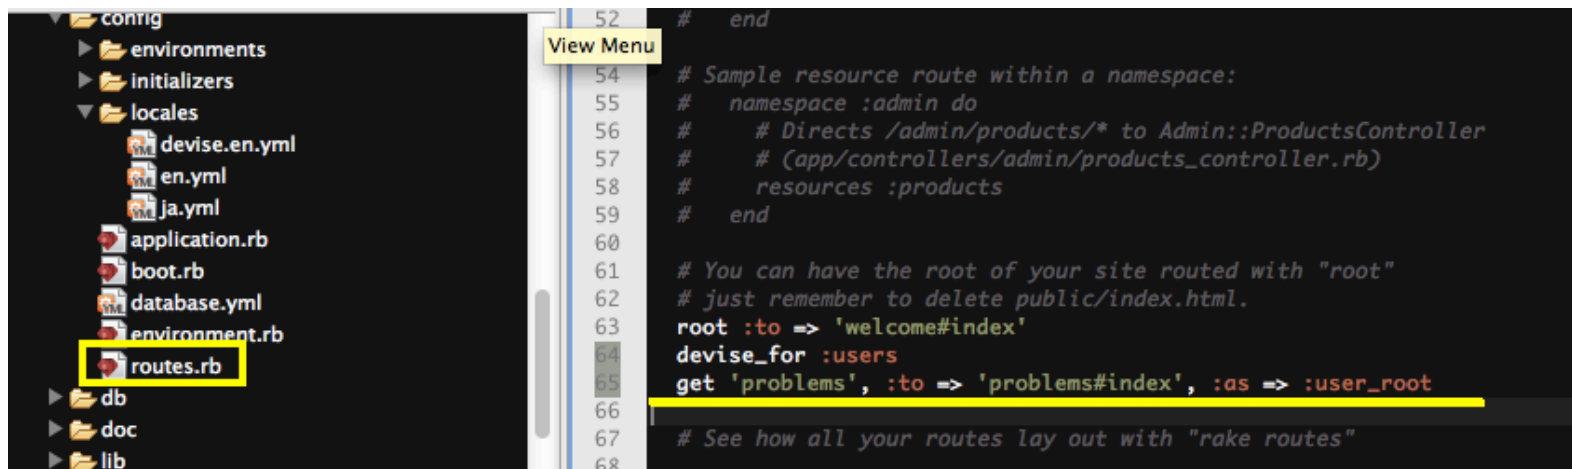 config
environments
initializers
locales
devise.en.yml
en.yml
ja.yml
application.rb
boot.rb
database.yml
environment.rb
routes.rb
db
doc
lib
View Menu
52 #   end
54 # Sample resource route within a namespace:
55 #   namespace :admin do
56 #     # Directs /admin/products/* to Admin::ProductsController
57 #     # (app/controllers/admin/products_controller.rb)
58 #     resources :products
59 #   end
60
61 # You can have the root of your site routed with "root"
62 # just remember to delete public/index.html.
63 root :to => 'welcome#index'
64 devise_for :users
65 get 'problems', :to => 'problems#index', :as => :user_root
66
67 # See how all your routes lay out with "rake routes"
68